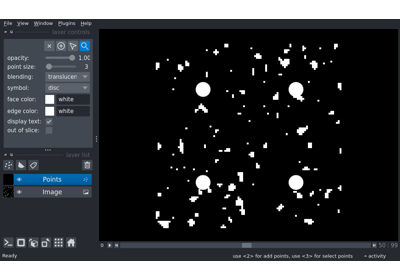 File View Window Plugins Help
layer controls
opacity: 1.00
point size: 3
blending: translucen
symbol: disc
face color: white
edge color: white
display text:
out of slice:
layer list
Points
Image
0 50 99
Ready use <2> for add points, use <3> for select points activity